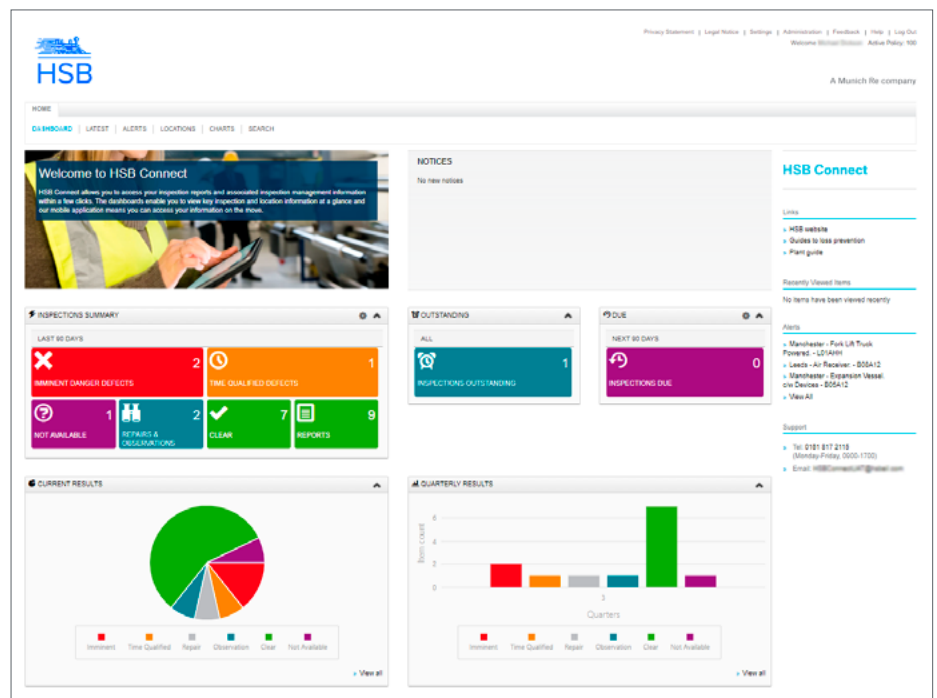 Privacy Statement | Legal Notice | Settings | Administration | Feedback | Help | Log Out
Welcome Active Policy: 100
HSB
A Munich Re company
HOME
DASHBOARD | LATEST | ALERTS | LOCATIONS | CHARTS | SEARCH
Welcome to HSB Connect
HSB Connect allows you to access your inspection reports and associated inspection management information
within a few clicks. The dashboards enable you to view key inspection and location information at a glance and
our mobile application means you can access your information on the move.
NOTICES
No new notices
HSB Connect
Links
» HSB website
» Guides to loss prevention
» Plant guide
Recently Viewed Items
No items have been viewed recently
Alerts
» Manchester - Fork Lift Truck
Powered. - L01AHH
» Leeds - Air Receiver. - B08A12
» Manchester - Expansion Vessel.
c/w Devices - B05A12
» View All
Support
» Tel: 0161 817 2115
(Monday-Friday, 0900-1700)
» Email:
INSPECTIONS SUMMARY
LAST 90 DAYS
2
IMMINENT DANGER DEFECTS
1
TIME QUALIFIED DEFECTS
1
NOT AVAILABLE
2
REPAIRS &
OBSERVATIONS
7
CLEAR
9
REPORTS
OUTSTANDING
ALL
1
INSPECTIONS OUTSTANDING
DUE
NEXT 90 DAYS
0
INSPECTIONS DUE
CURRENT RESULTS
Imminent Time Qualified Repair Observation Clear Not Available
» View all
QUARTERLY RESULTS
Item count
6
4
2
0
3
Quarters
Imminent Time Qualified Repair Observation Clear Not Available
» View all